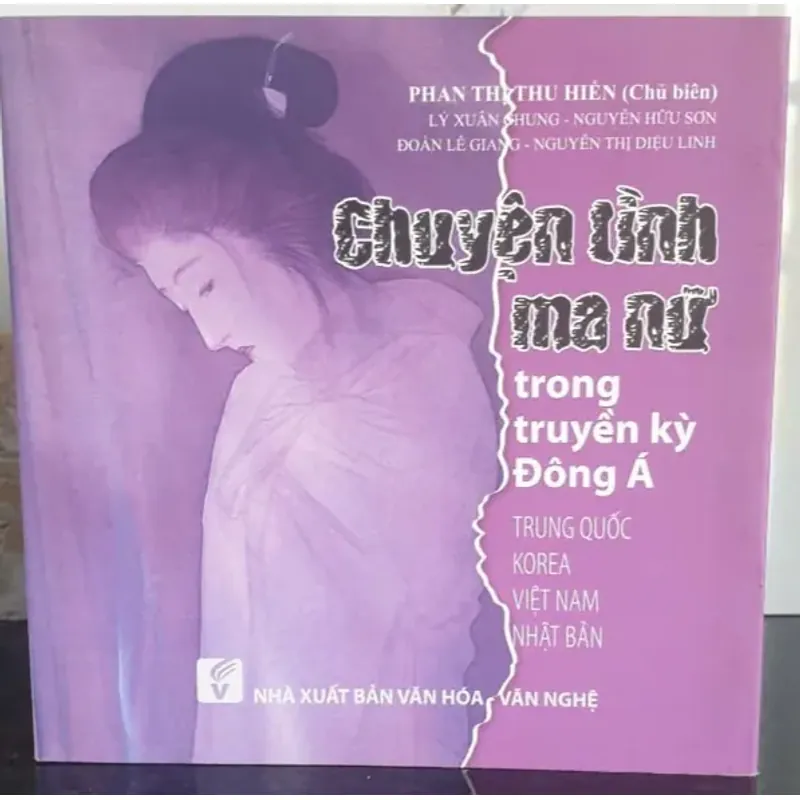 PHAN THỊ THU HIỀN (Chủ biên)
LÝ XUÂN CHUNG - NGUYỄN HỮU SƠN
ĐOÀN LÊ GIANG - NGUYỄN THỊ DIỆU LINH
Chuyện tình
ma nữ
trong
truyền kỳ
Đông Á
TRUNG QUỐC
KOREA
VIỆT NAM
NHẬT BẢN
V
NHÀ XUẤT BẢN VĂN HÓA - VĂN NGHỆ